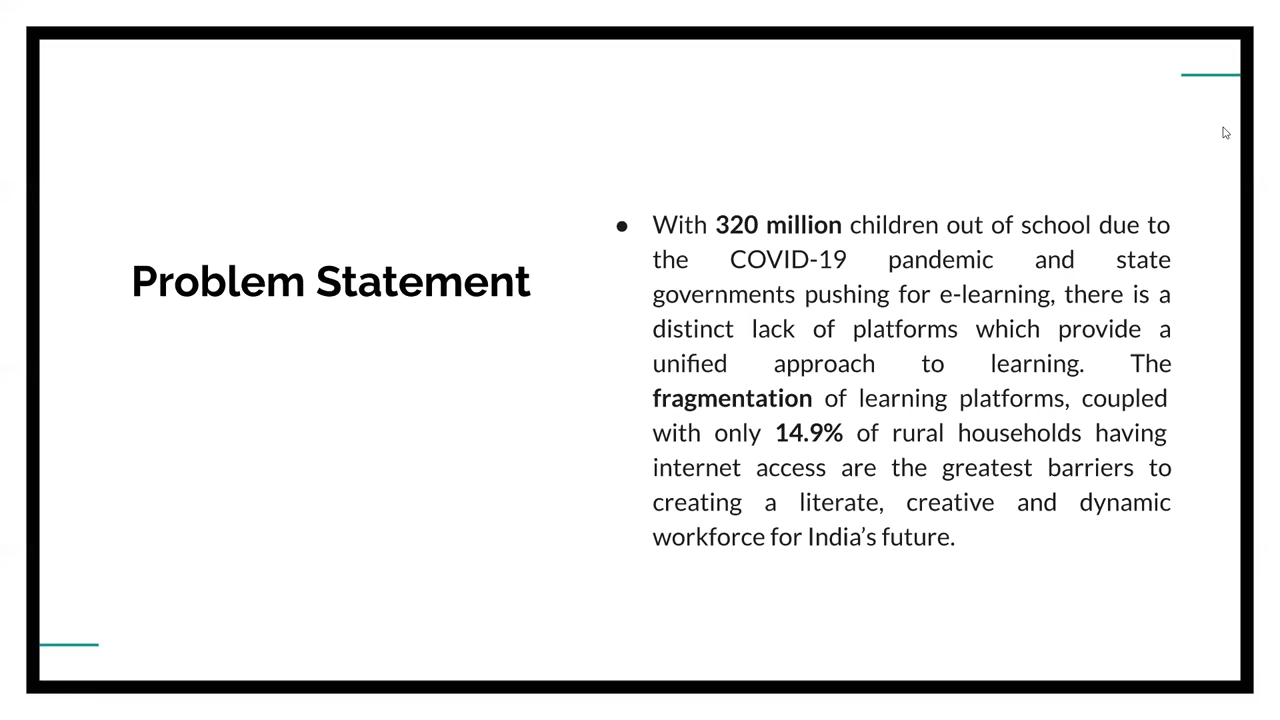 Problem Statement
● With 320 million children out of school due to
the COVID-19 pandemic and state
governments pushing for e-learning, there is a
distinct lack of platforms which provide a
unified approach to learning. The
fragmentation of learning platforms, coupled
with only 14.9% of rural households having
internet access are the greatest barriers to
creating a literate, creative and dynamic
workforce for India’s future.